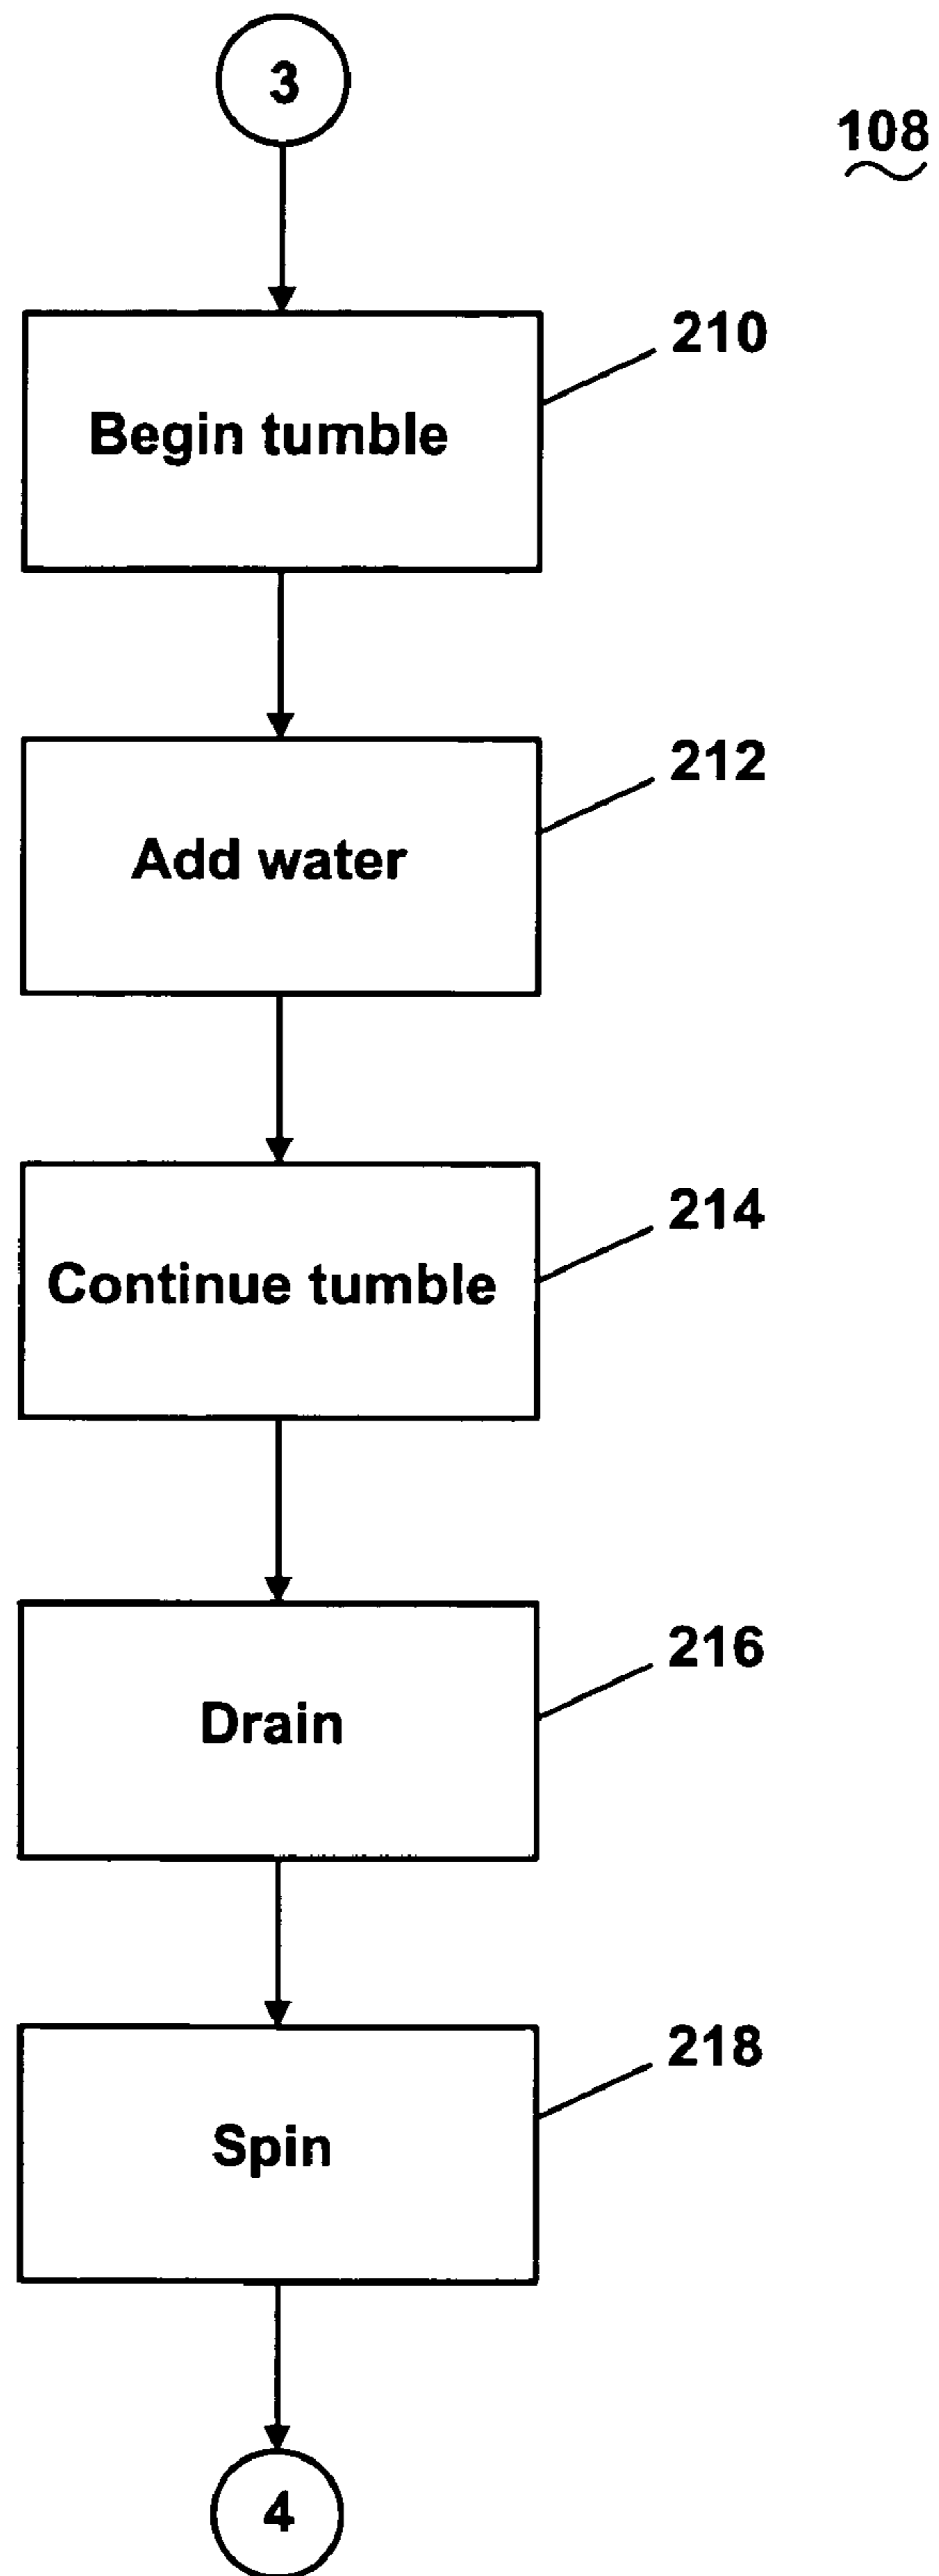 3
108
210
Begin tumble
212
Add water
214
Continue tumble
216
Drain
218
Spin
4